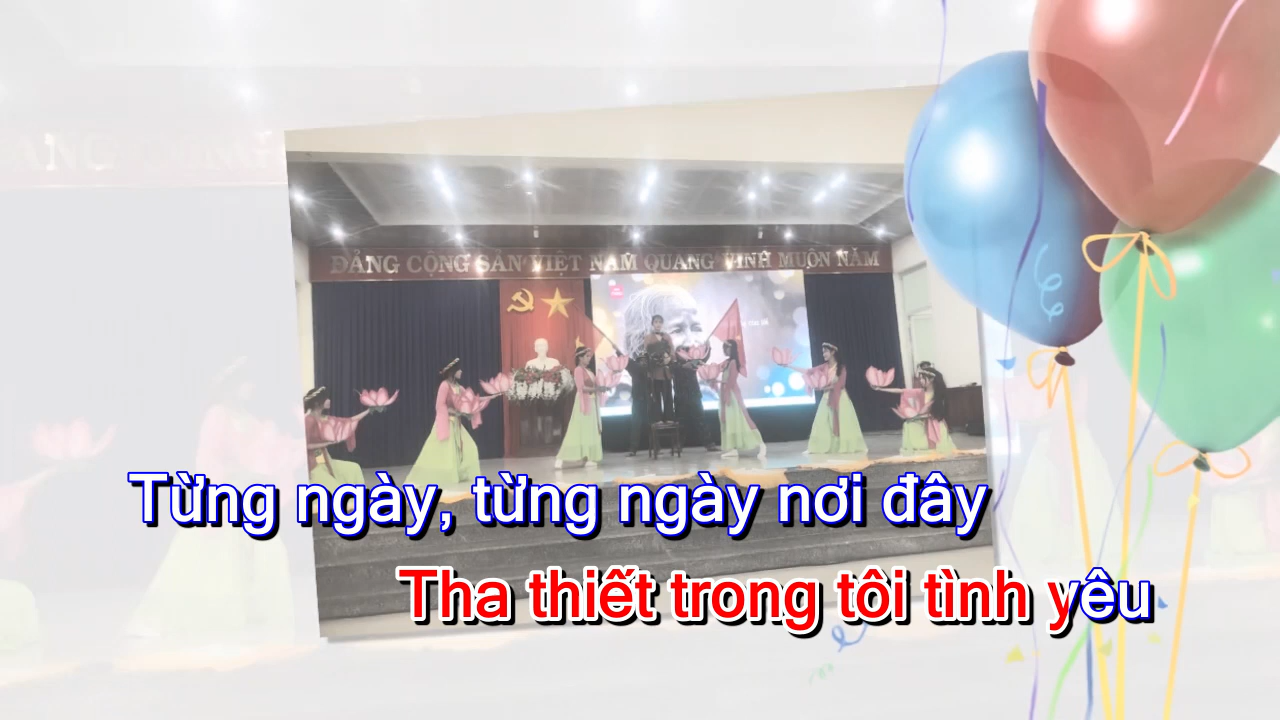 ĐẢNG CỘNG SẢN VIỆT NAM QUANG VINH MUÔN NĂM
Từng ngày, từng ngày nơi đây
Tha thiết trong tôi tình yêu